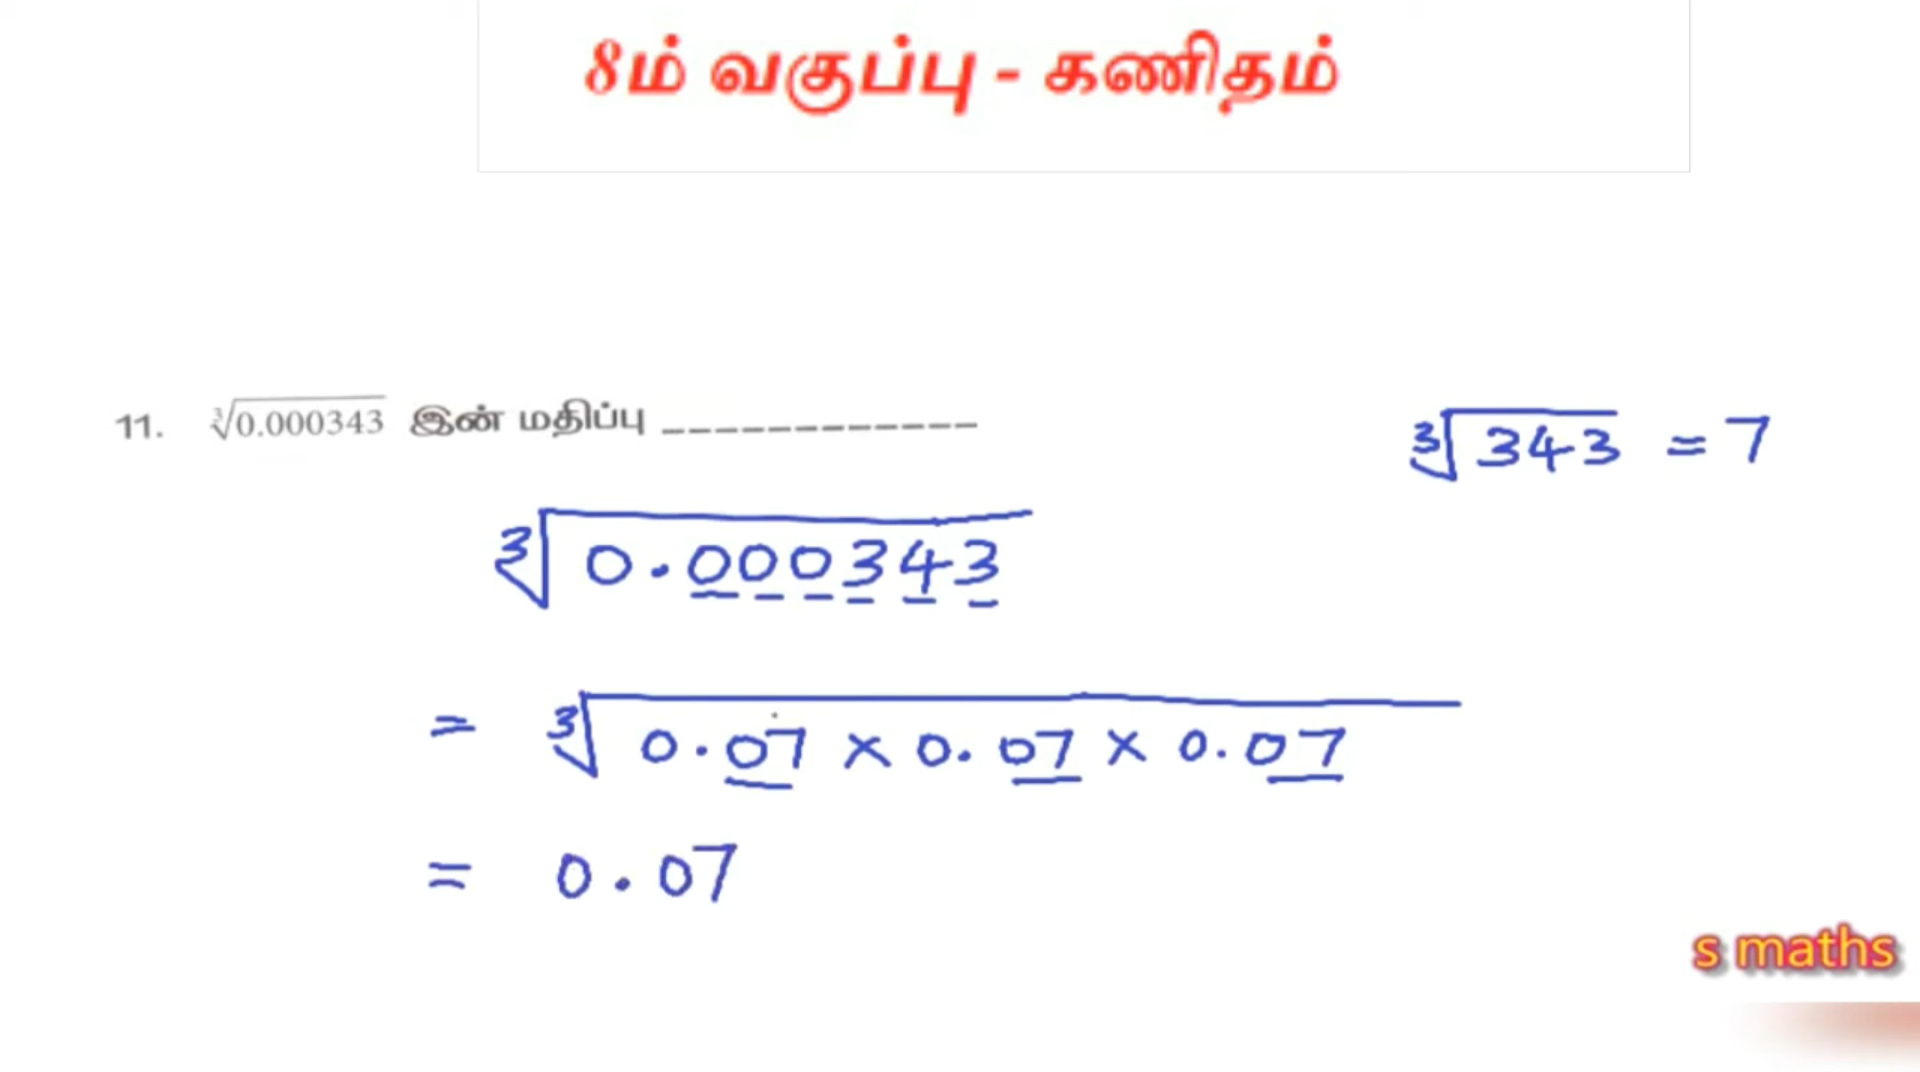 8ம் வகுப்பு - கணிதம்
11. ∛0.000343 இன் மதிப்பு ____________
∛343 = 7
∛0.000343
= ∛0.07 × 0.07 × 0.07
= 0.07
s maths